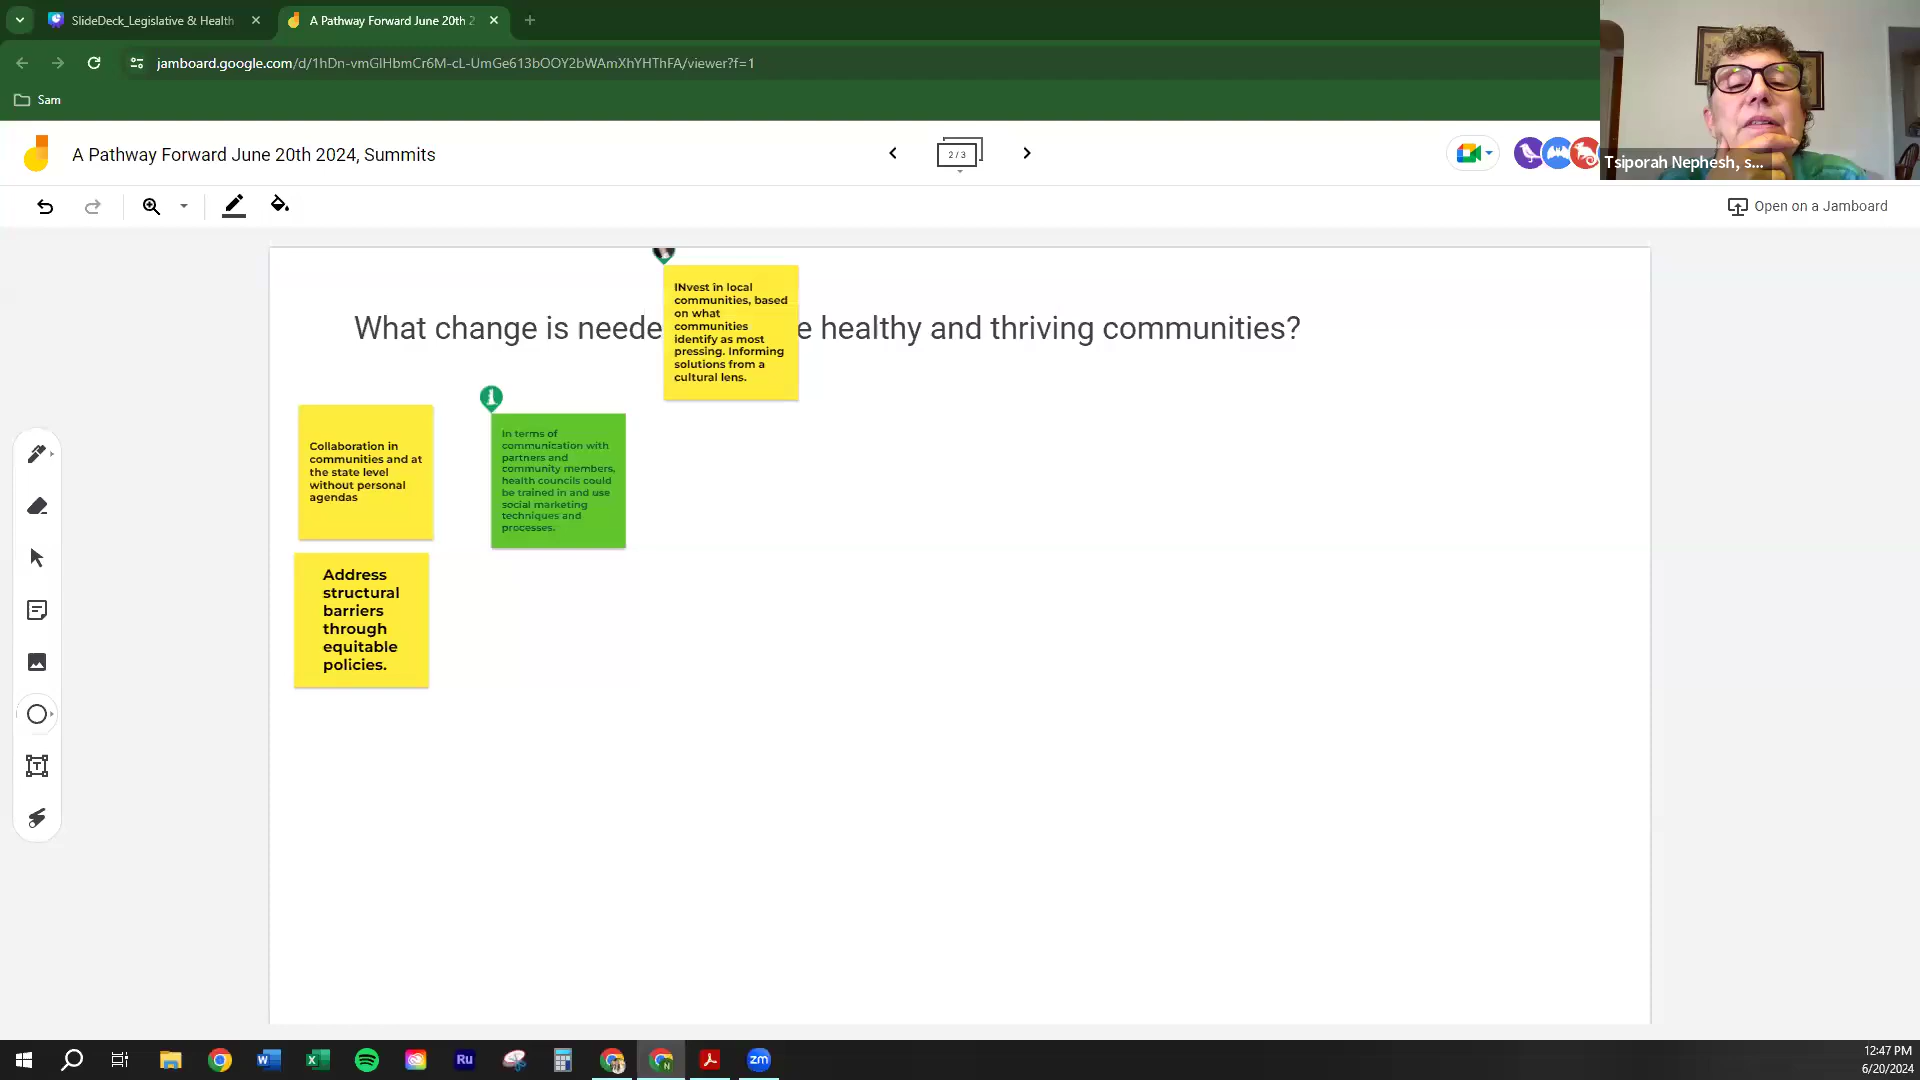 SlideDeck_Legislative & Health
A Pathway Forward June 20th 2
jamboard.google.com/d/1hDn-vmGlHbmCr6M-cL-UmGe613bOOY2bWAmXhYHThFA/viewer?f=1
Sam
A Pathway Forward June 20th 2024, Summits
2 / 3
Tsiporah Nephesh, s...
Open on a Jamboard
What change is neede e healthy and thriving communities?
INvest in local
communities, based
on what
communities
identify as most
pressing. Informing
solutions from a
cultural lens.
Collaboration in
communities and at
the state level
without personal
agendas
In terms of
communication with
partners and
community members,
health councils could
be trained in and use
social marketing
techniques and
processes.
Address
structural
barriers
through
equitable
policies.
Ru
zm
N
12:47 PM
6/20/2024